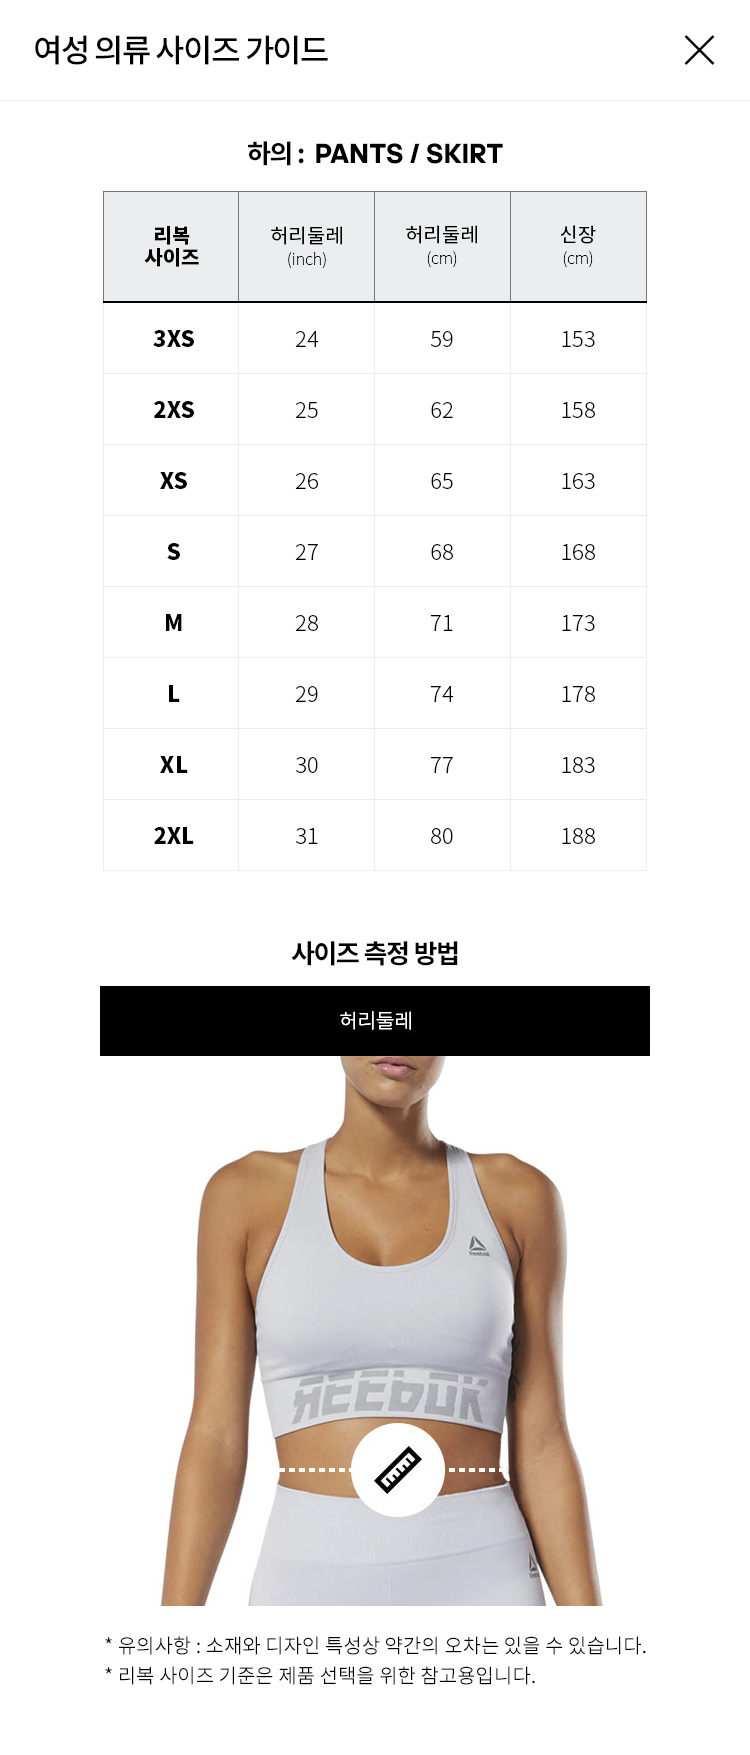 여성 의류 사이즈 가이드
하의 : PANTS / SKIRT
리복 사이즈 허리둘레 (inch) 허리둘레 (cm) 신장 (cm)
3XS 24 59 153
2XS 25 62 158
XS 26 65 163
S 27 68 168
M 28 71 173
L 29 74 178
XL 30 77 183
2XL 31 80 188
사이즈 측정 방법
허리둘레
Reebok
REEBOK
* 유의사항 : 소재와 디자인 특성상 약간의 오차는 있을 수 있습니다.
* 리복 사이즈 기준은 제품 선택을 위한 참고용입니다.